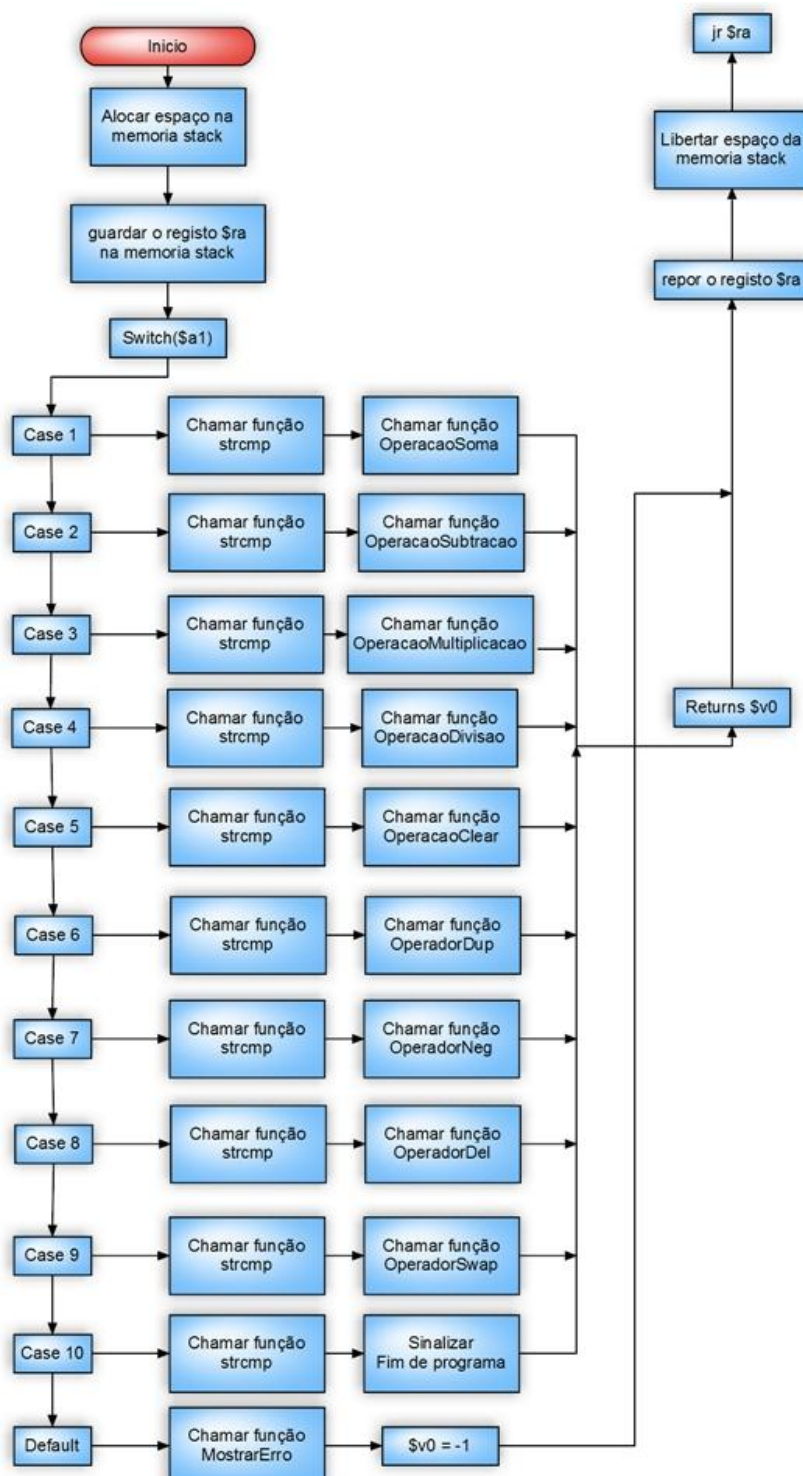 Inicio
Alocar espaço na
memoria stack
guardar o registo $ra
na memoria stack
Switch($a1)
Case 1
Chamar função
strcmp
Chamar função
OperacaoSoma
Case 2
Chamar função
strcmp
Chamar função
OperacaoSubtracao
Case 3
Chamar função
strcmp
Chamar função
OperacaoMultiplicacao
Case 4
Chamar função
strcmp
Chamar função
OperacaoDivisao
Case 5
Chamar função
strcmp
Chamar função
OperacaoClear
Case 6
Chamar função
strcmp
Chamar função
OperadorDup
Case 7
Chamar função
strcmp
Chamar função
OperadorNeg
Case 8
Chamar função
strcmp
Chamar função
OperadorDel
Case 9
Chamar função
strcmp
Chamar função
OperadorSwap
Case 10
Chamar função
strcmp
Sinalizar
Fim de programa
Default
Chamar função
MostrarErro
$v0 = -1
Returns $v0
repor o registo $ra
Libertar espaço da
memoria stack
jr $ra